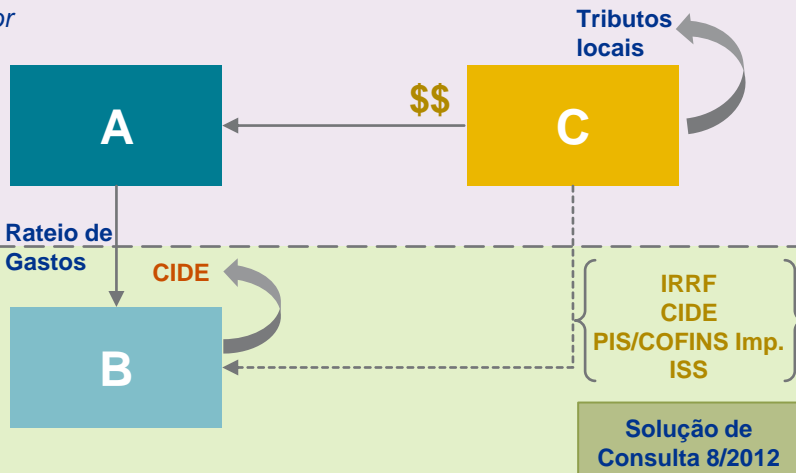 or
Tributos
locais
A
$$
C
Rateio de
Gastos
CIDE
B
IRRF
CIDE
PIS/COFINS Imp.
ISS
Solução de
Consulta 8/2012